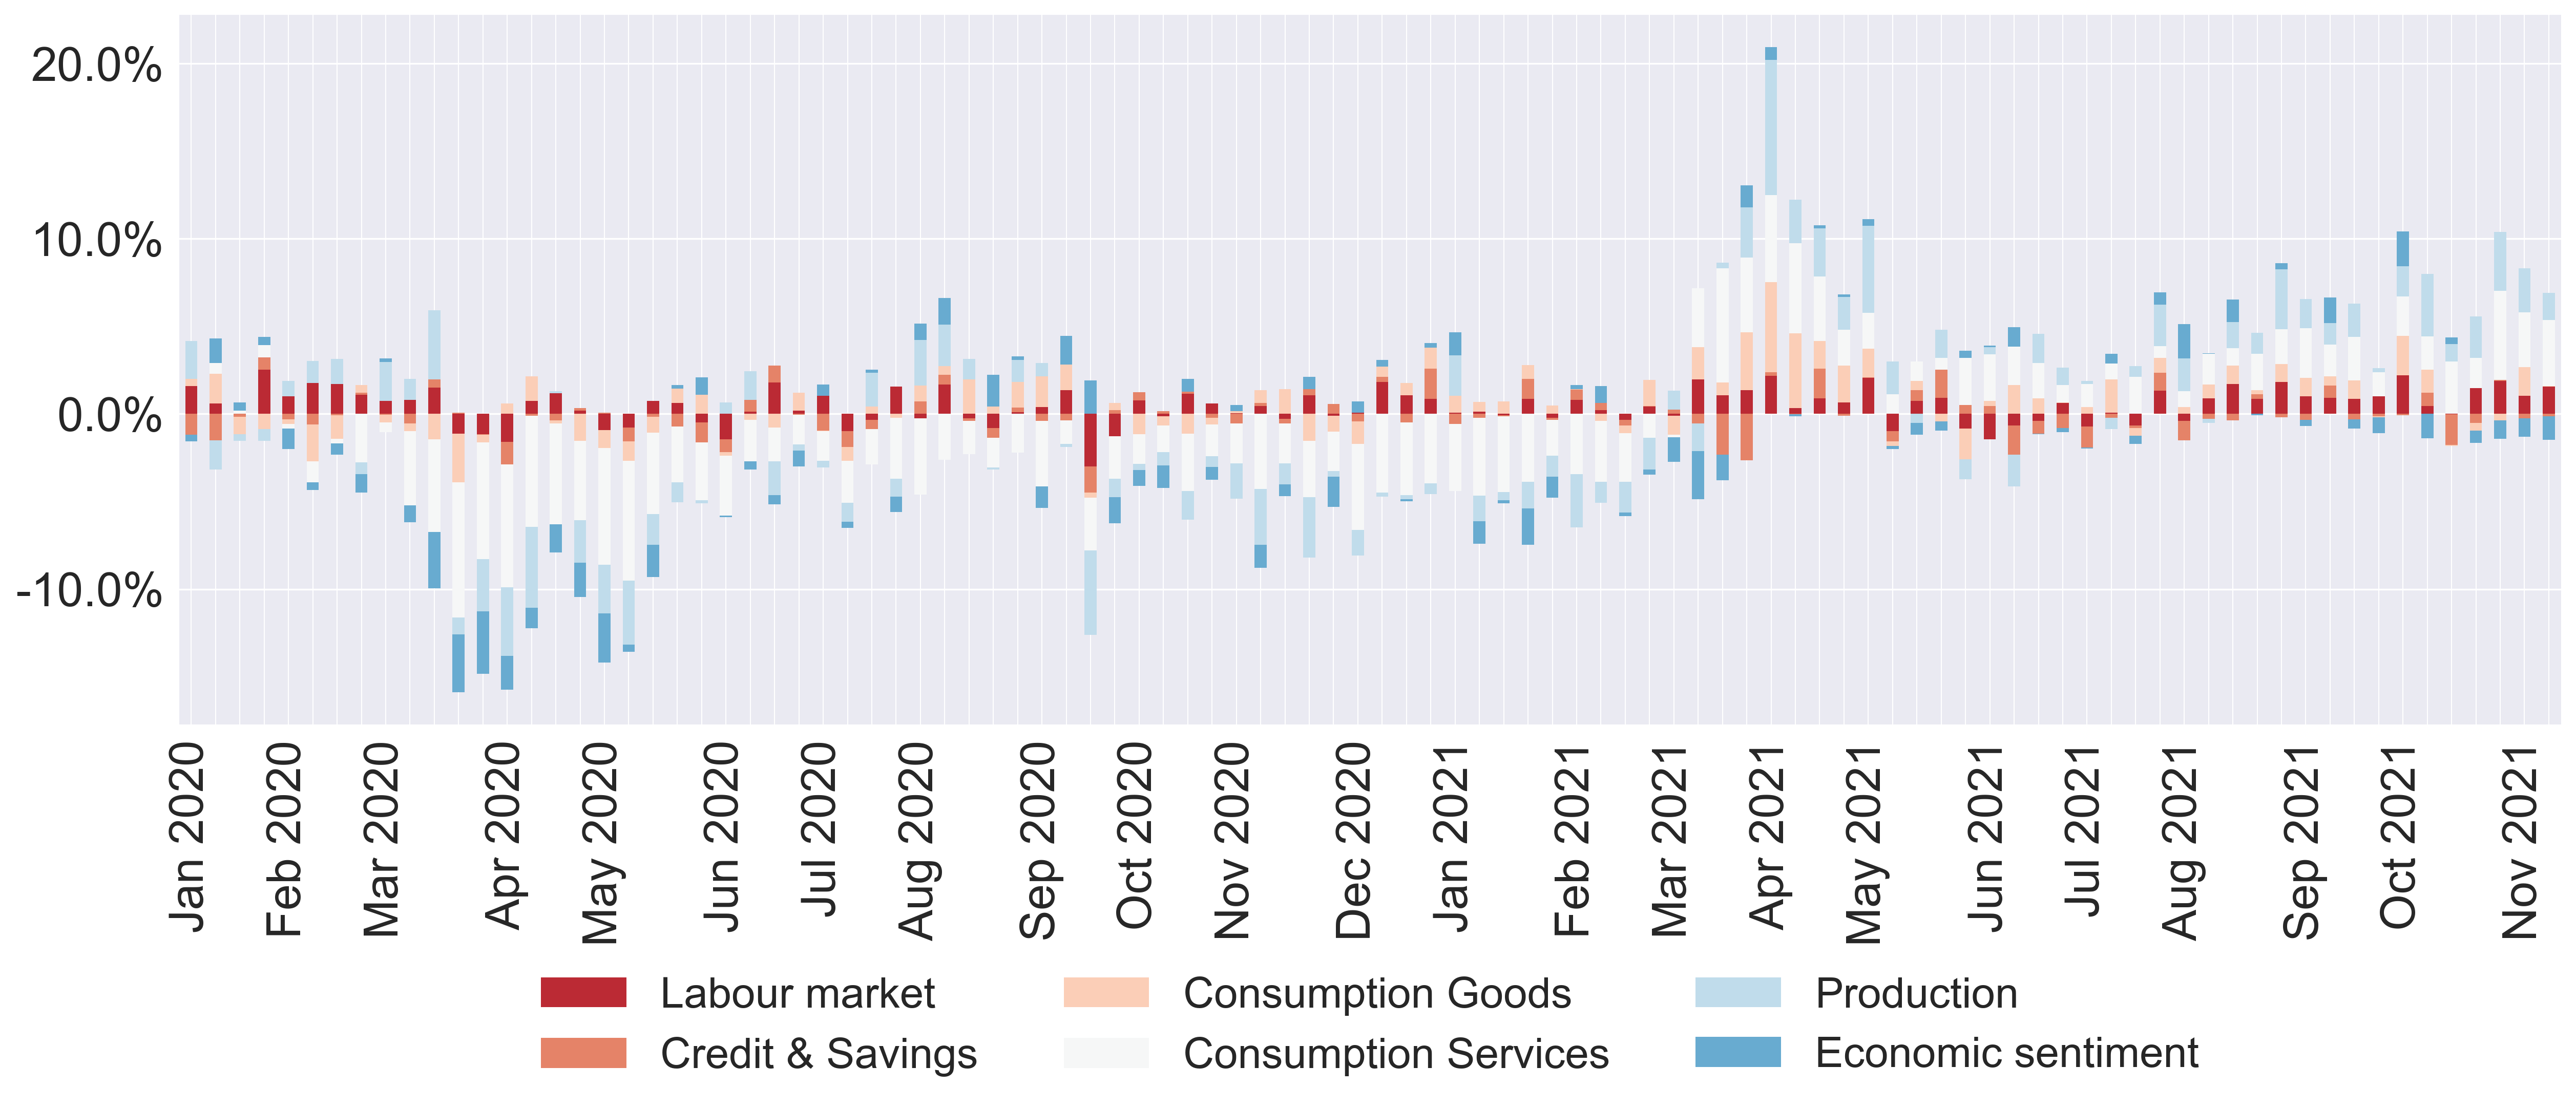 20.0%
10.0%
0.0%
-10.0%
Jan 2020
Feb 2020
Mar 2020
Apr 2020
May 2020
Jun 2020
Jul 2020
Aug 2020
Sep 2020
Oct 2020
Nov 2020
Dec 2020
Jan 2021
Feb 2021
Mar 2021
Apr 2021
May 2021
Jun 2021
Jul 2021
Aug 2021
Sep 2021
Oct 2021
Nov 2021
Labour market
Credit & Savings
Consumption Goods
Consumption Services
Production
Economic sentiment